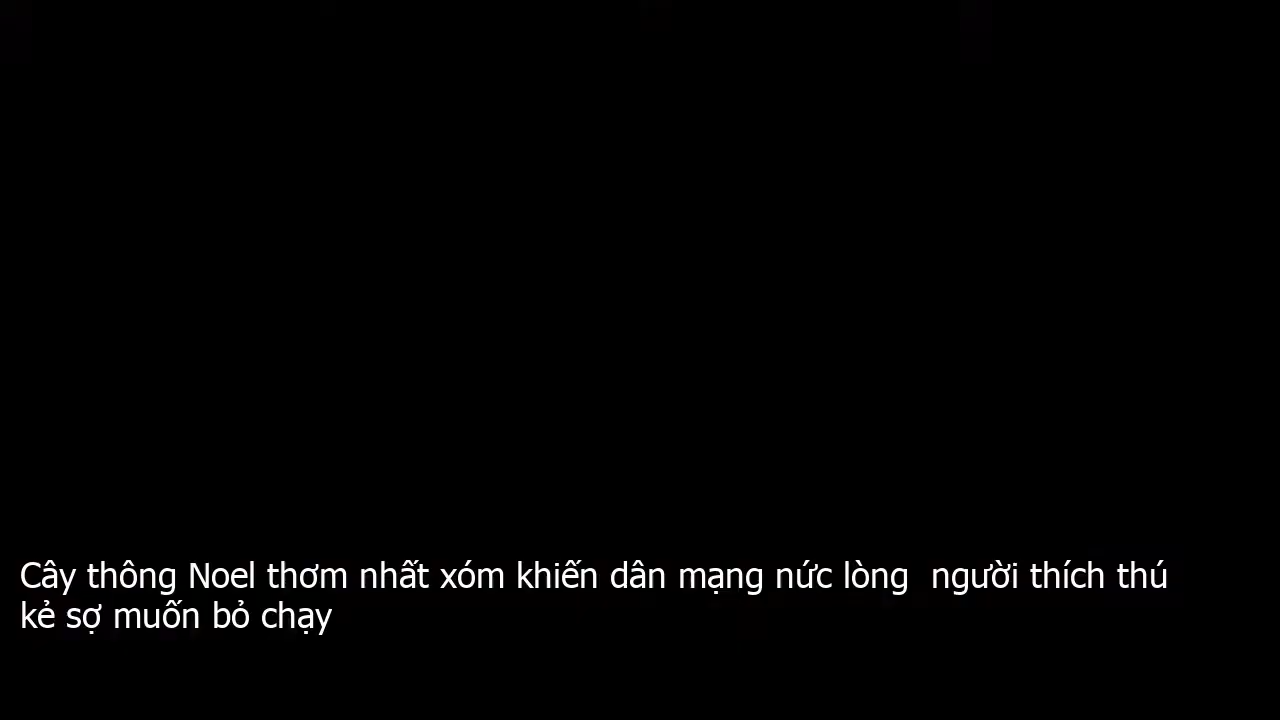 Cây thông Noel thơm nhất xóm khiến dân mạng nức lòng  người thích thú
kẻ sợ muốn bỏ chạy